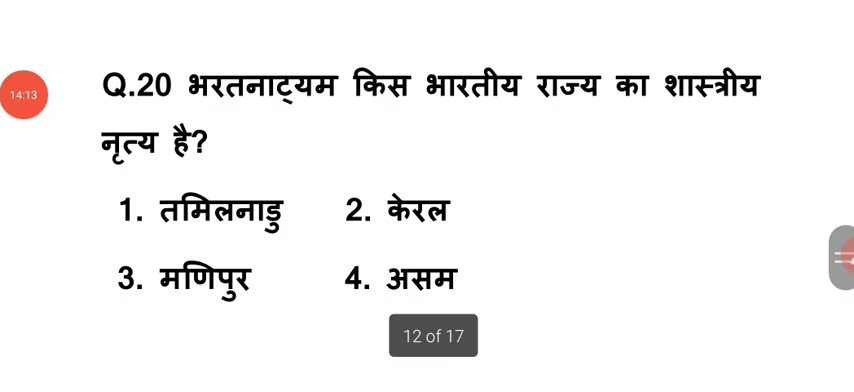 14:13
Q.20 भरतनाट्यम किस भारतीय राज्य का शास्त्रीय
नृत्य है?
1. तमिलनाडु 2. केरल
3. मणिपुर 4. असम
12 of 17